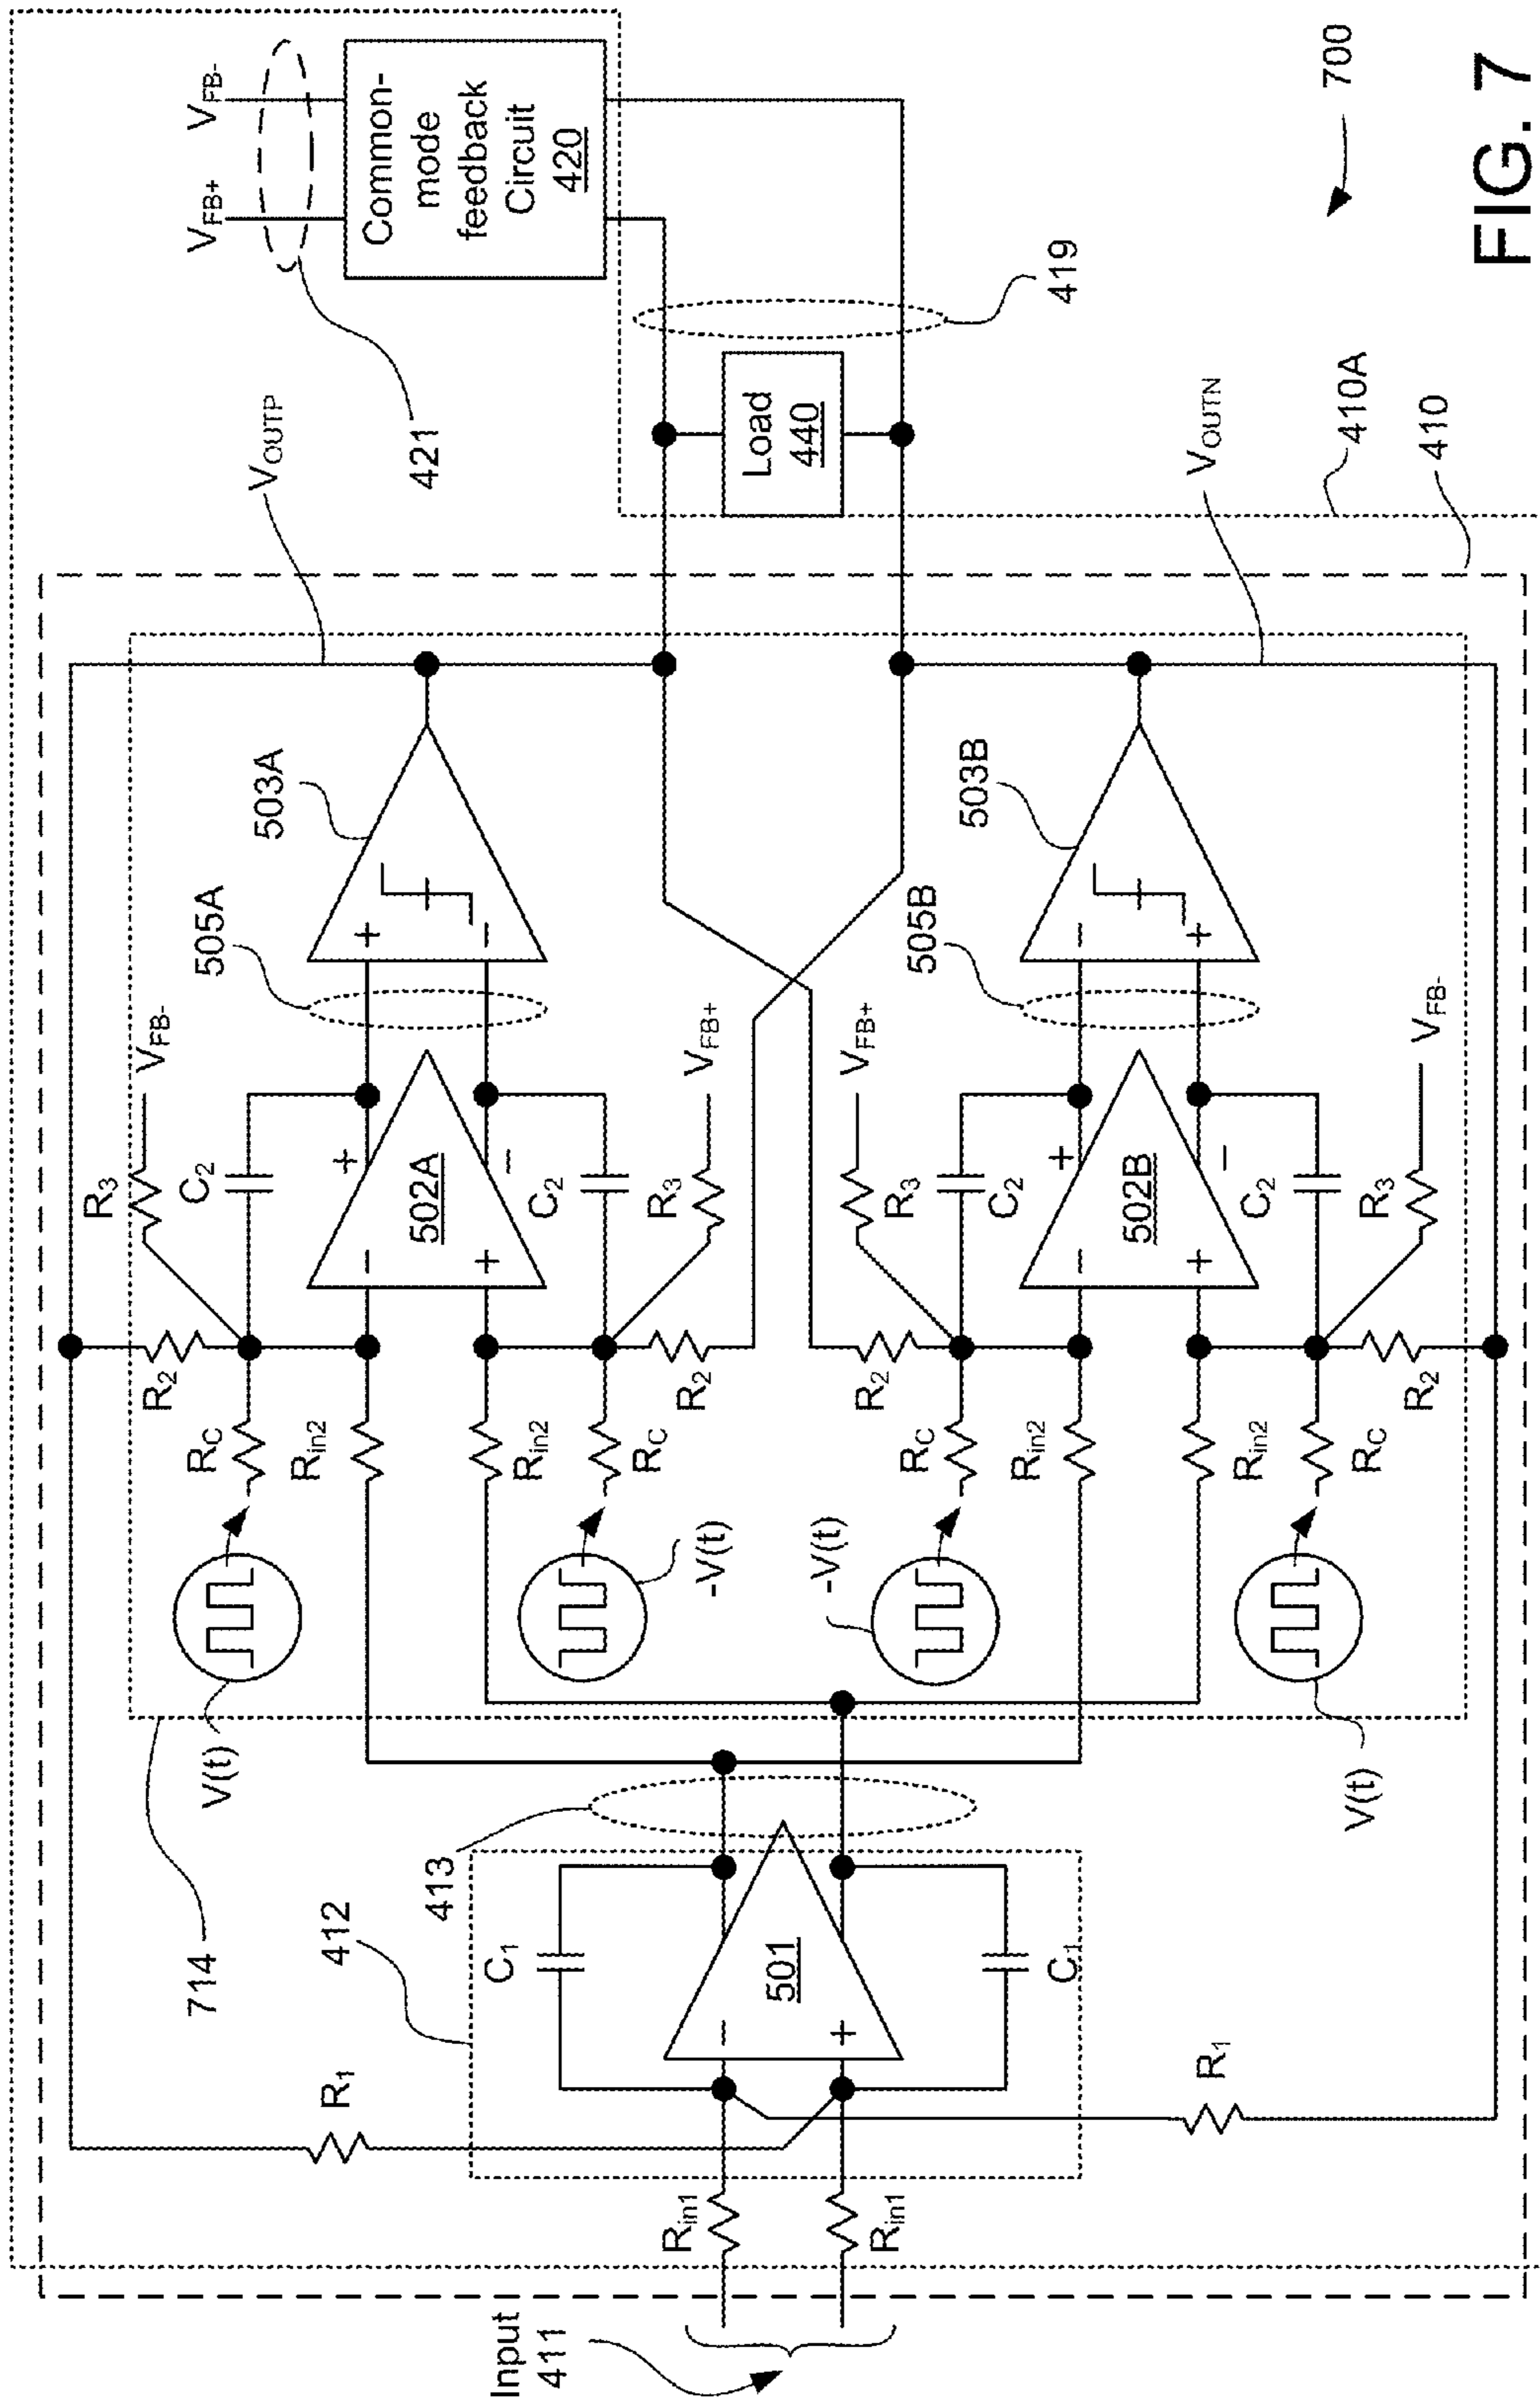 Input
411
Rin1
Rin1
R1
R1
412
C1
C1
501
413
714
V(t)
-V(t)
-V(t)
V(t)
RC
Rin2
Rin2
RC
RC
Rin2
Rin2
RC
R2
R2
R2
R2
R3
VFB-
C2
502A
+
−
−
+
C2
R3
VFB+
R3
VFB+
C2
502B
+
−
−
+
C2
R3
VFB-
−
+
505A
+
−
503A
505B
−
+
503B
VOUTP
VOUTN
421
VFB+
VFB-
Common-
mode
feedback
Circuit
420
Load
440
419
410A
410
700
FIG. 7